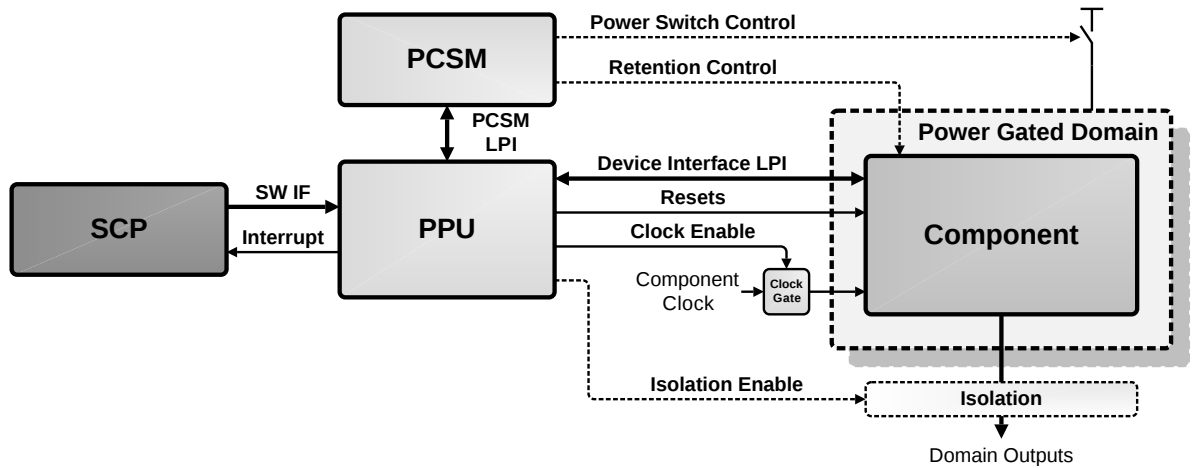 Power Switch Control
PCSM
Retention Control
PCSM
LPI
Power Gated Domain
Device Interface LPI
SW IF
Resets
SCP
PPU
Clock Enable
Component
Interrupt
Component
Clock
Clock
Gate
Isolation Enable
Isolation
Domain Outputs